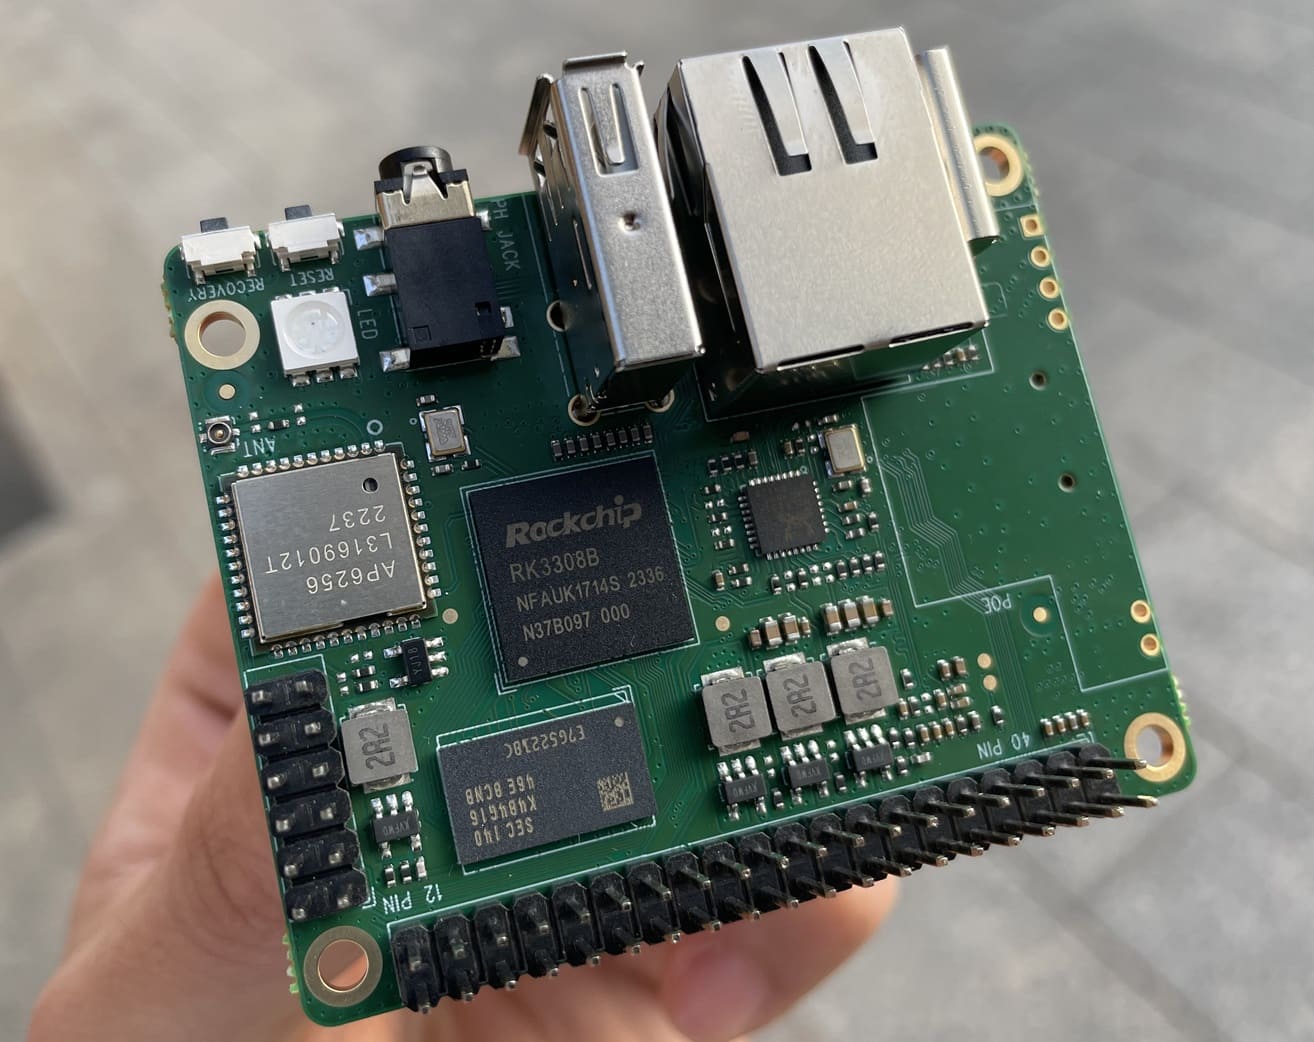 PH JACK
RECOVERY
RESET
LED
ANT
AP6256
L3169012T
2237
Rockchip
RK3308B
NFAUK1714S 2336
N37B097 000
POE
2R2
2R2
2R2
2R2
SEC 140
K4B4G16
46E BCNB
40 PIN
12 PIN